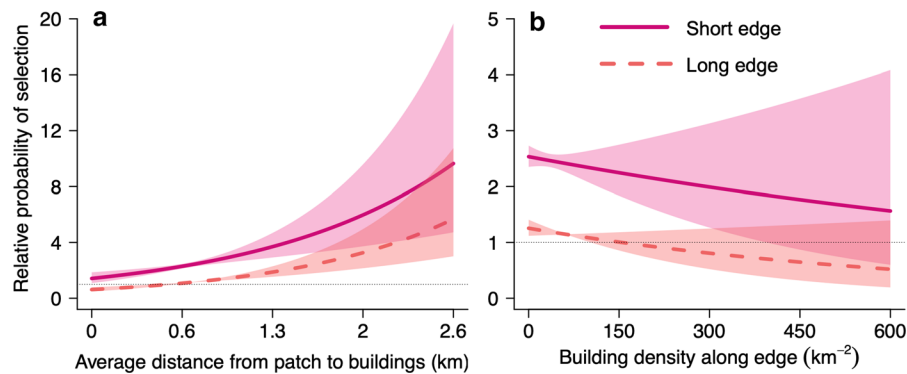 a
Relative probability of selection
20
16
12
8
4
0
0 0.6 1.3 2 2.6
Average distance from patch to buildings (km)
b
Short edge
Long edge
5
4
3
2
1
0
0 150 300 450 600
Building density along edge (km⁻²)